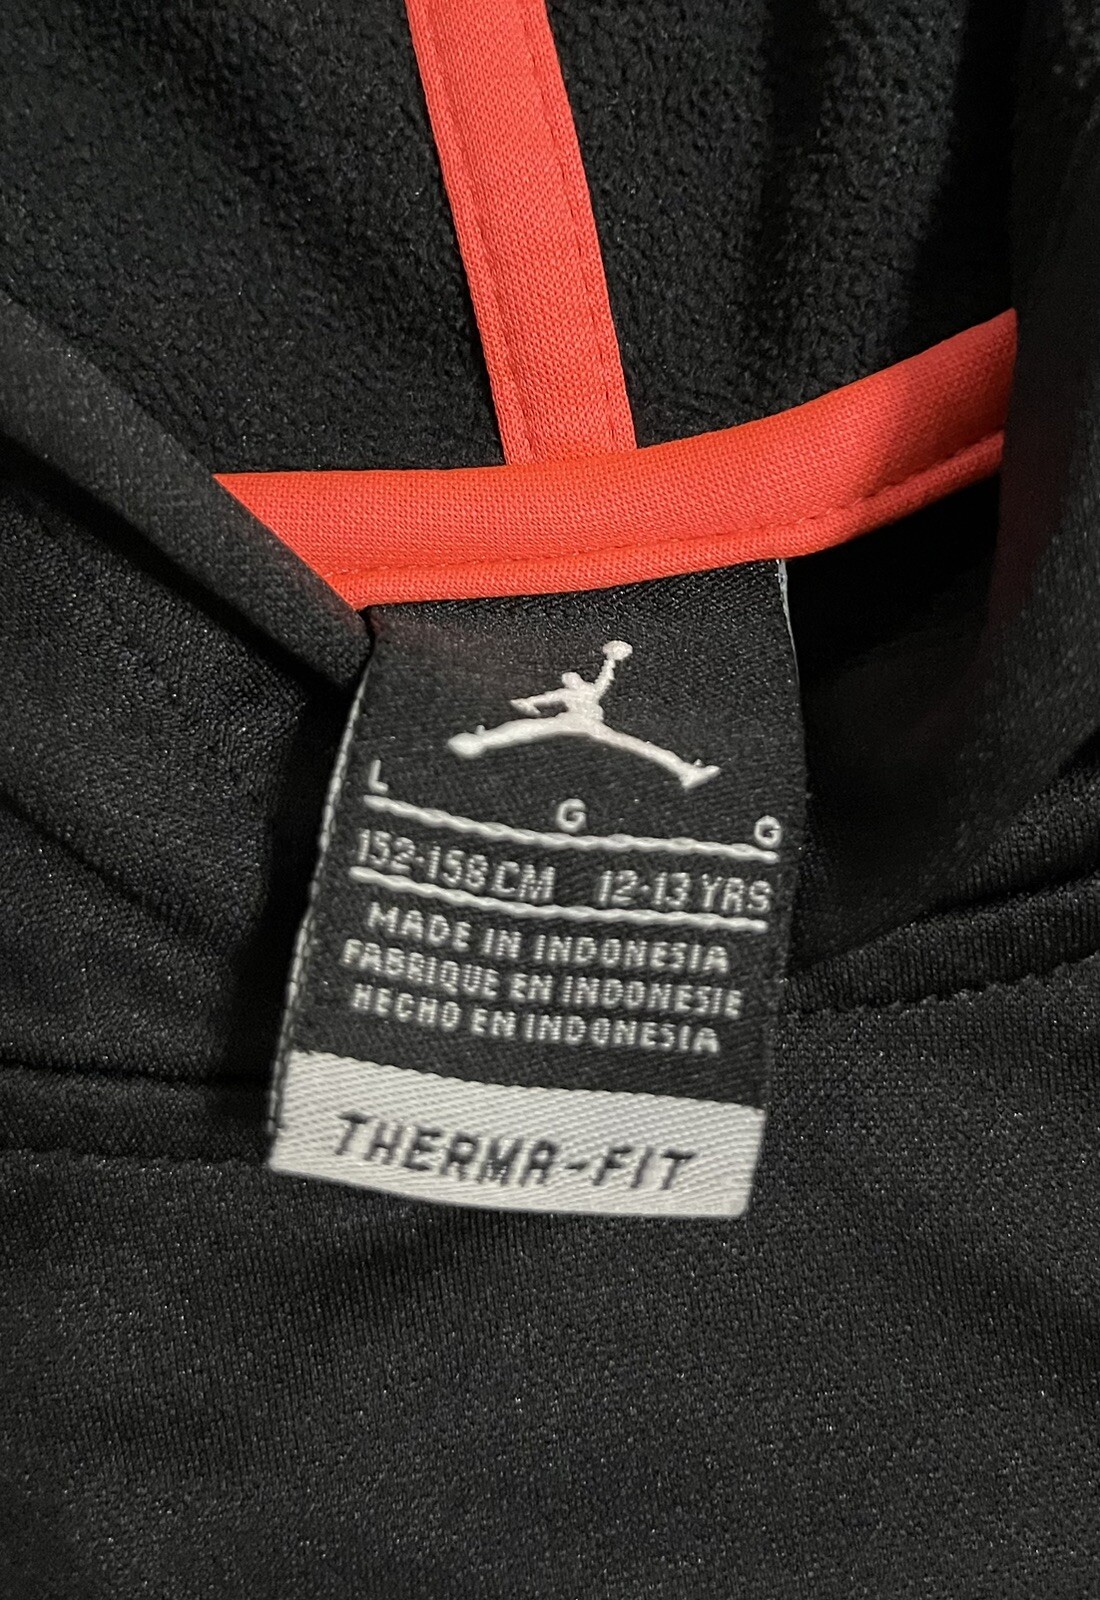 L G G
152-158 CM 12-13 YRS
MADE IN INDONESIA
FABRIQUE EN INDONESIE
HECHO EN INDONESIA
THERMA-FIT